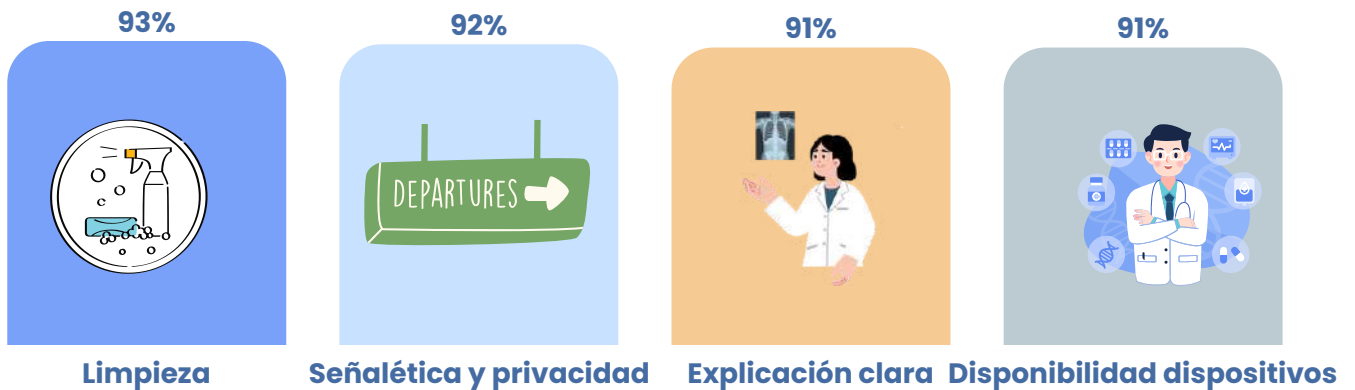 93%
92%
91%
91%
DEPARTURES
Limpieza
Señalética y privacidad
Explicación clara
Disponibilidad dispositivos